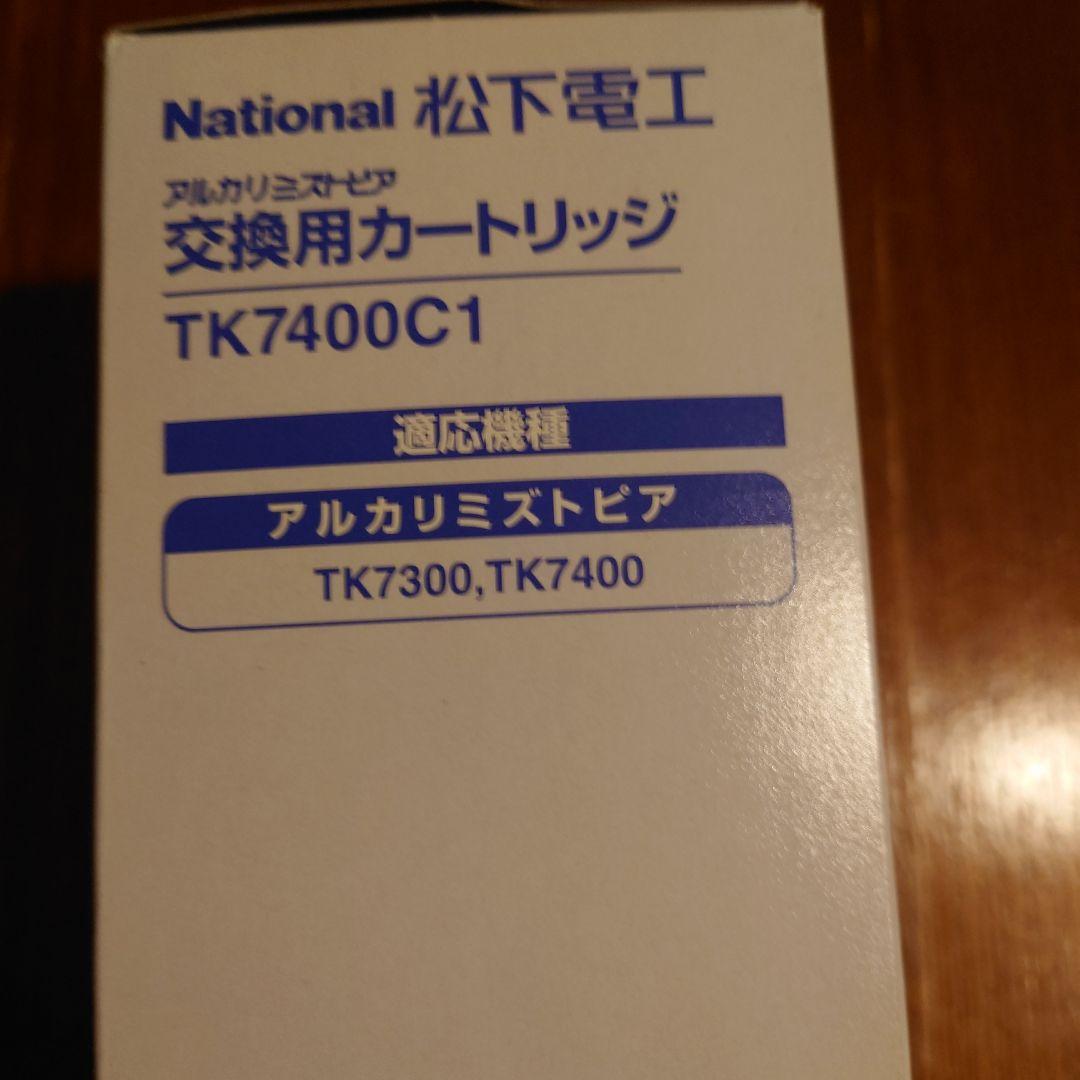 National 松下電工
アルカリミズトピア
交換用カートリッジ
TK7400C1
適応機種
アルカリミズトピア
TK7300,TK7400